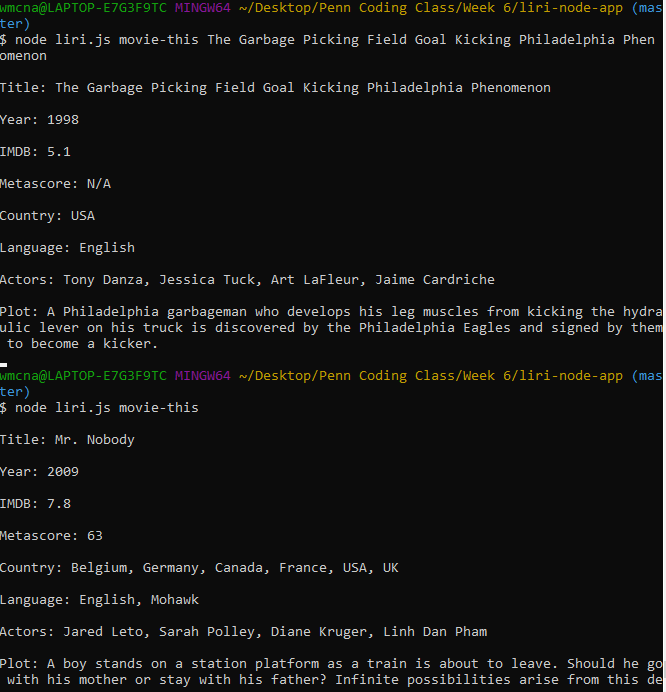 wmcna@LAPTOP-E7G3F9TC MINGW64 ~/Desktop/Penn Coding Class/Week 6/liri-node-app (mas
ter)
$ node liri.js movie-this The Garbage Picking Field Goal Kicking Philadelphia Phen
omenon
Title: The Garbage Picking Field Goal Kicking Philadelphia Phenomenon
Year: 1998
IMDB: 5.1
Metascore: N/A
Country: USA
Language: English
Actors: Tony Danza, Jessica Tuck, Art LaFleur, Jaime Cardriche
Plot: A Philadelphia garbageman who develops his leg muscles from kicking the hydra
ulic lever on his truck is discovered by the Philadelphia Eagles and signed by them
 to become a kicker.
wmcna@LAPTOP-E7G3F9TC MINGW64 ~/Desktop/Penn Coding Class/Week 6/liri-node-app (mas
ter)
$ node liri.js movie-this
Title: Mr. Nobody
Year: 2009
IMDB: 7.8
Metascore: 63
Country: Belgium, Germany, Canada, France, USA, UK
Language: English, Mohawk
Actors: Jared Leto, Sarah Polley, Diane Kruger, Linh Dan Pham
Plot: A boy stands on a station platform as a train is about to leave. Should he go
 with his mother or stay with his father? Infinite possibilities arise from this de